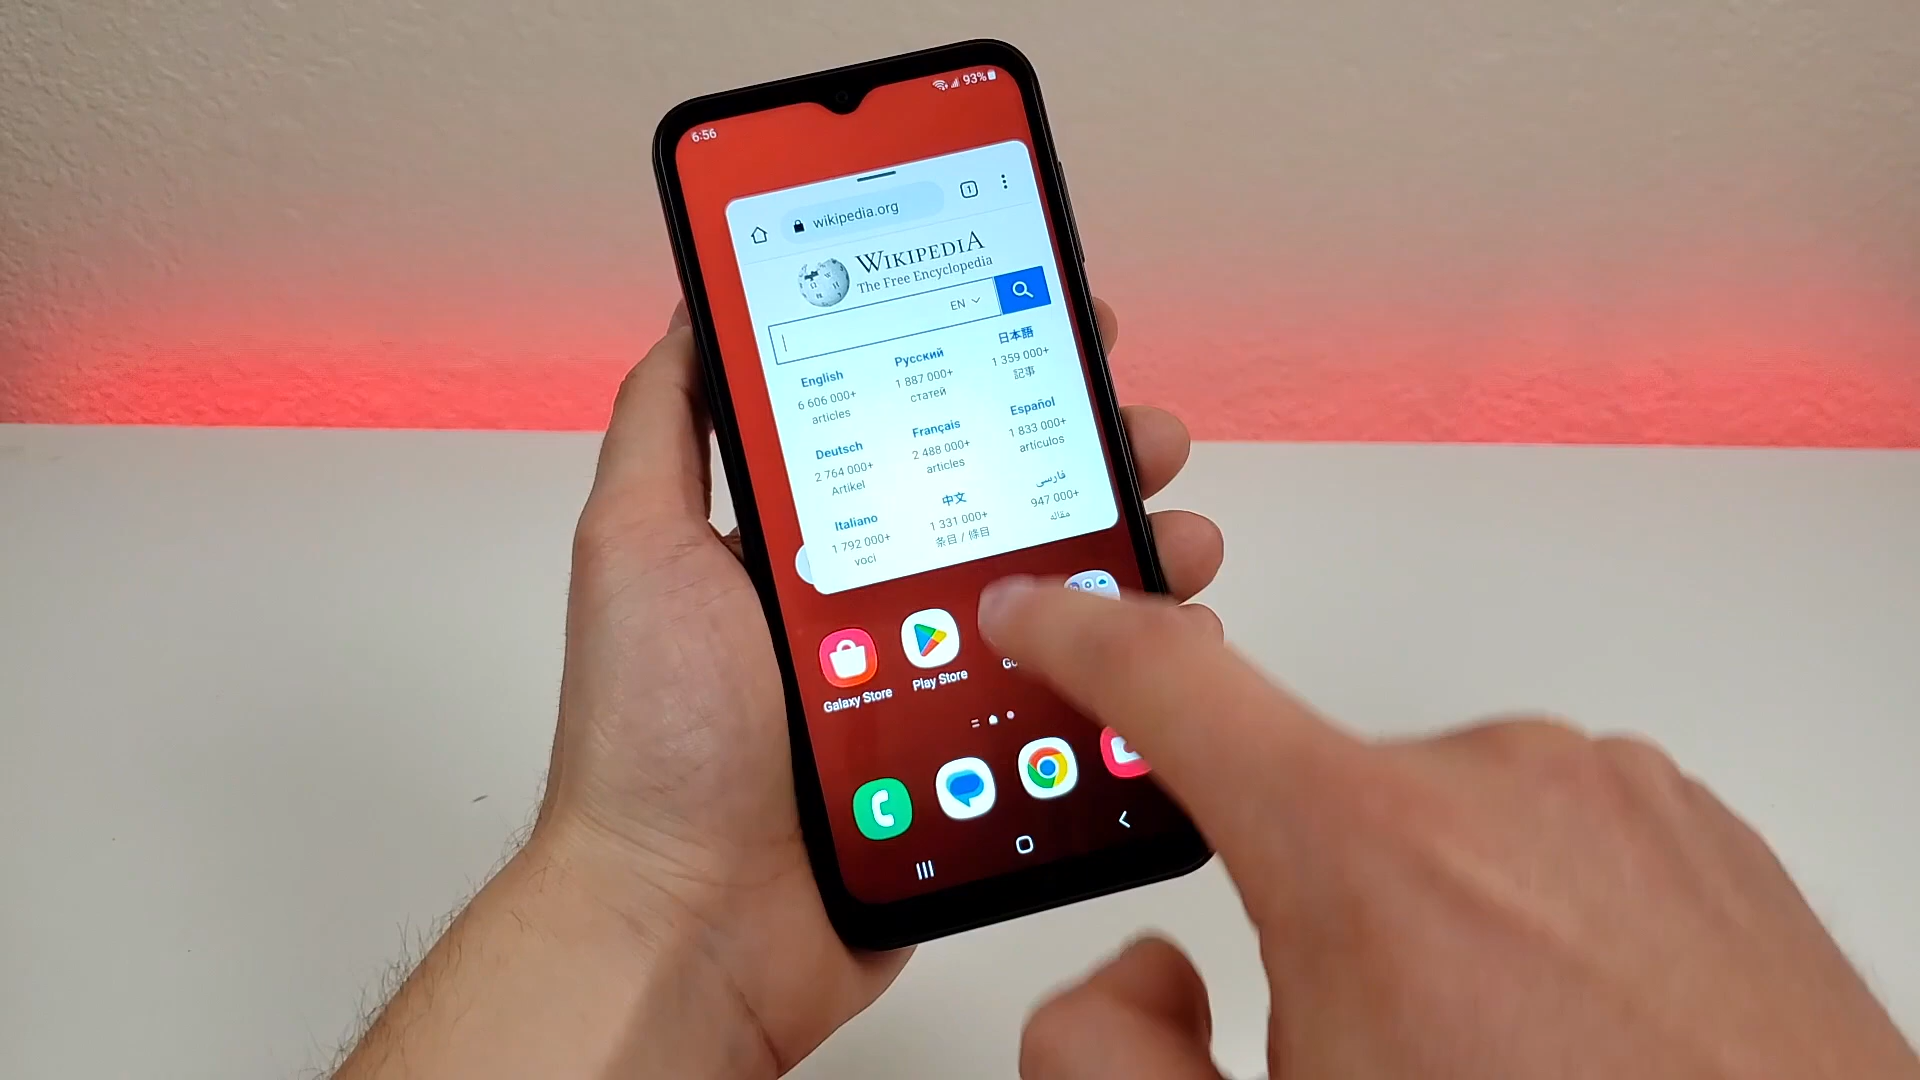 6:56
93%
wikipedia.org
1
WIKIPEDIA
The Free Encyclopedia
EN
English
6 606 000+
articles
Русский
1 887 000+
статей
日本語
1 359 000+
記事
Deutsch
2 764 000+
Artikel
Français
2 488 000+
articles
Español
1 833 000+
artículos
Italiano
1 792 000+
voci
中文
1 331 000+
条目 / 條目
فارسی
947 000+
مقاله
Galaxy Store
Play Store